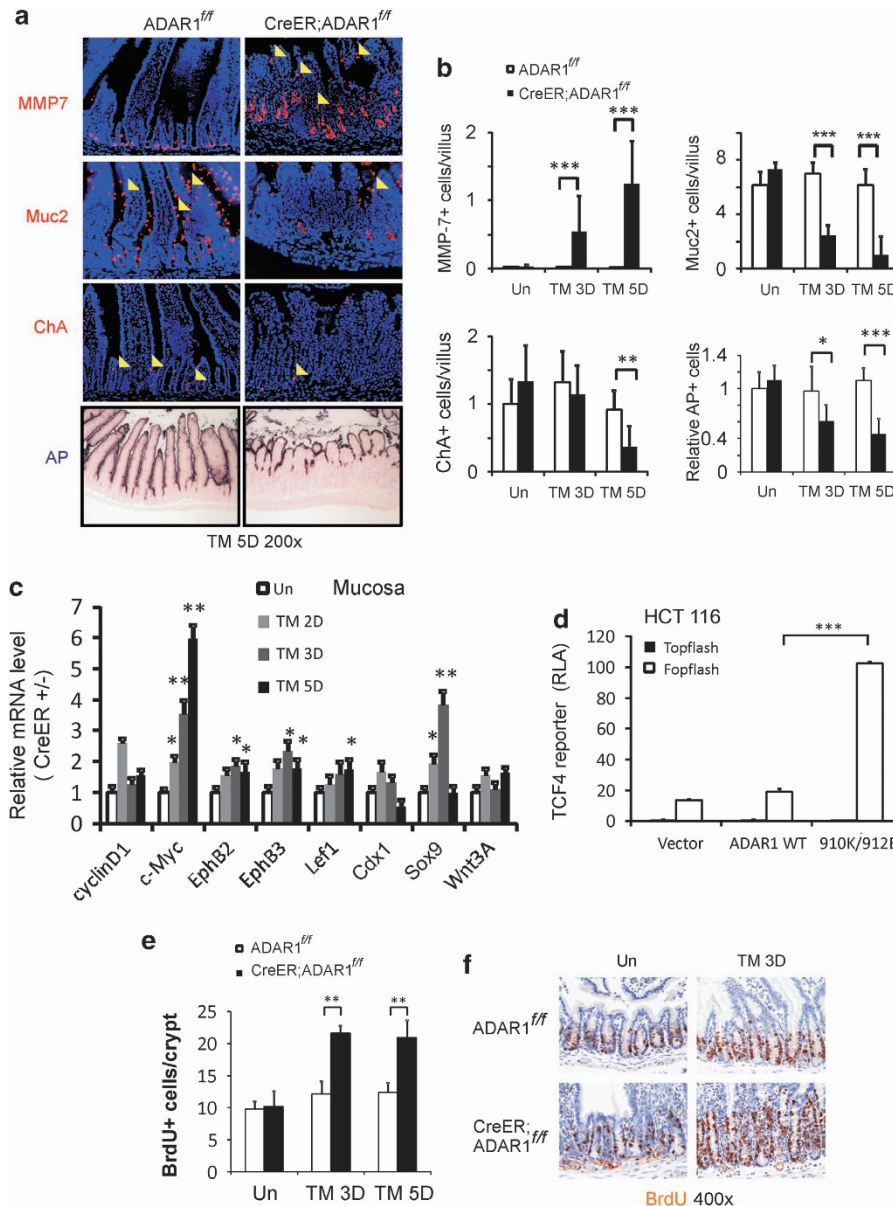 a
ADAR1f/f
CreER;ADAR1f/f
MMP7
Muc2
ChA
AP
TM 5D 200x
b
ADAR1f/f
CreER;ADAR1f/f
MMP-7+ cells/villus
2
1
0
***
***
Un
TM 3D
TM 5D
Muc2+ cells/villus
8
4
0
***
***
Un
TM 3D
TM 5D
ChA+ cells/villus
2
1
0
**
Un
TM 3D
TM 5D
Relative AP+ cells
1.4
1
0.4
0
*
***
Un
TM 3D
TM 5D
c
Mucosa
Un
TM 2D
TM 3D
TM 5D
Relative mRNA level
( CreER +/-)
7
6
5
4
3
2
1
0
* ** **
* *
* *
*
* **
cyclinD1
c-Myc
EphB2
EphB3
Lef1
Cdx1
Sox9
Wnt3A
d
HCT 116
Topflash
Fopflash
TCF4 reporter (RLA)
120
100
80
60
40
20
0
***
Vector
ADAR1 WT
910K/912E
e
ADAR1f/f
CreER;ADAR1f/f
BrdU+ cells/crypt
25
20
15
10
5
0
**
**
Un
TM 3D
TM 5D
f
Un
TM 3D
ADAR1f/f
CreER;
ADAR1f/f
BrdU 400x